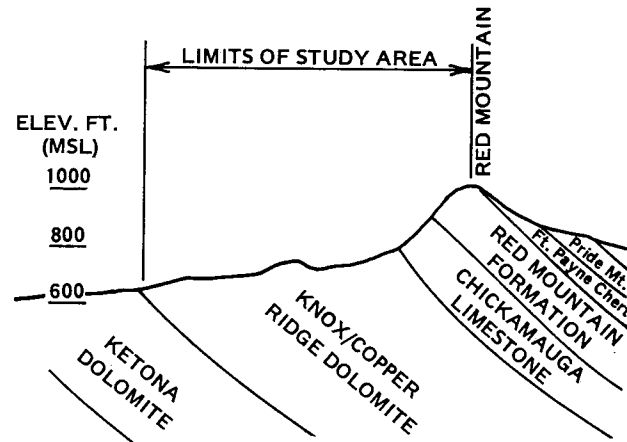 LIMITS OF STUDY AREA
RED MOUNTAIN
ELEV. FT.
(MSL)
1000
800
600
Pride Mt.
Ft. Payne Chert
RED MOUNTAIN
FORMATION
CHICKAMAUGA
LIMESTONE
KNOX/COPPER
RIDGE DOLOMITE
KETONA
DOLOMITE